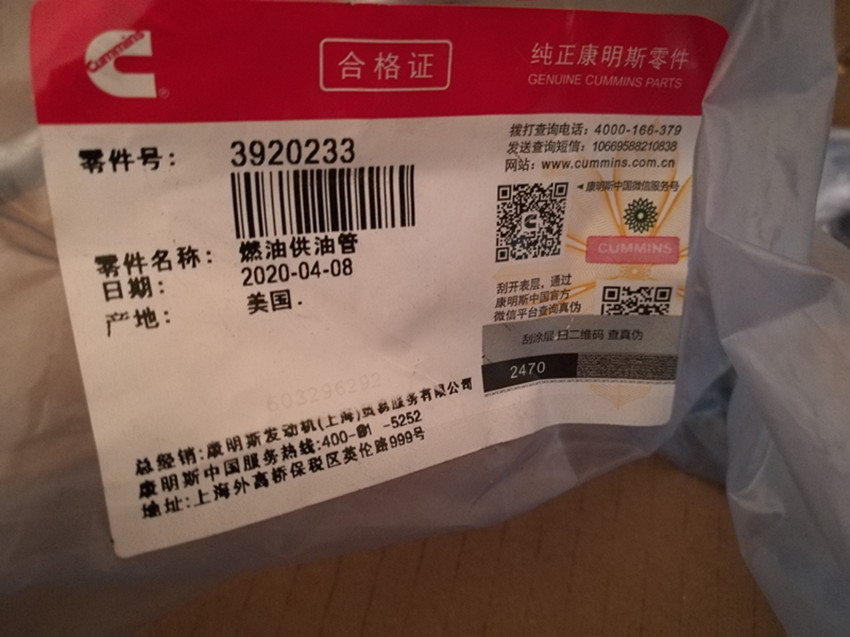 Cummins
®
合格证
纯正康明斯零件
GENUINE CUMMINS PARTS
零件号: 3920233
零件名称: 燃油供油管
日期: 2020-04-08
产地: 美国.
拨打查询电话: 4000-166-379
发送查询短信: 10669588210838
网站: www.cummins.com.cn
◄康明斯中国微信服务号
CUMMINS
刮开表层,通过
康明斯中国官方
微信平台查询真伪
刮涂层 扫二维码 查真伪
2470
603296292
总经销:康明斯发动机(上海)贸易服务有限公司
康明斯中国服务热线:400- -5252
地址:上海外高桥保税区英伦路999号